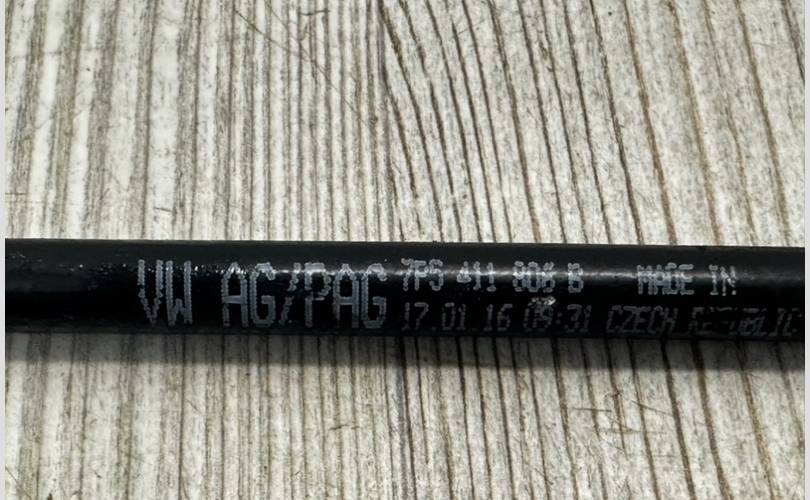 VW AG/PAG
7P5 411 806 B MADE IN
17.01.16 09:31 CZECH REPUBLIC